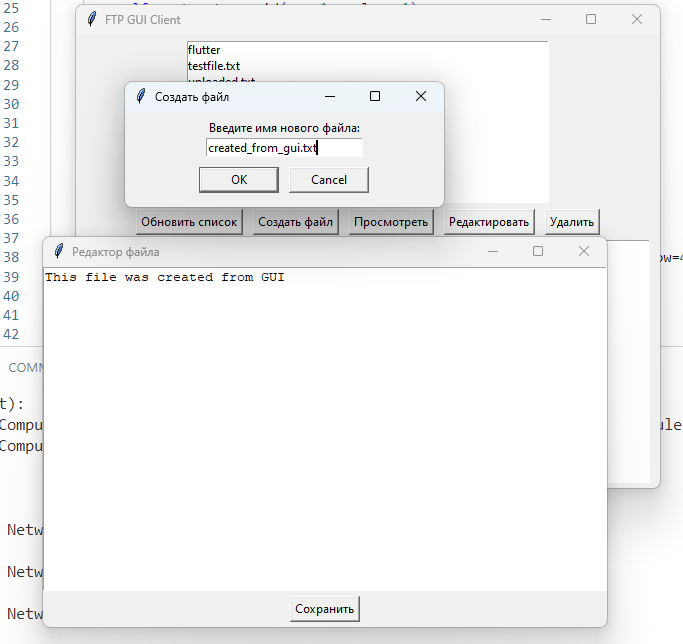 25
26
27
28
29
30
31
32
33
34
35
36
37
38
39
40
41
42
FTP GUI Client
flutter
testfile.txt
uploaded.txt
Создать файл
Введите имя нового файла:
created_from_gui.txt
OK Cancel
Обновить список Создать файл Просмотреть Редактировать Удалить
ow=4
Редактор файла
This file was created from GUI
Сохранить
COMM
t):
Compu
ule
Compu
Netw
Netw
Netw